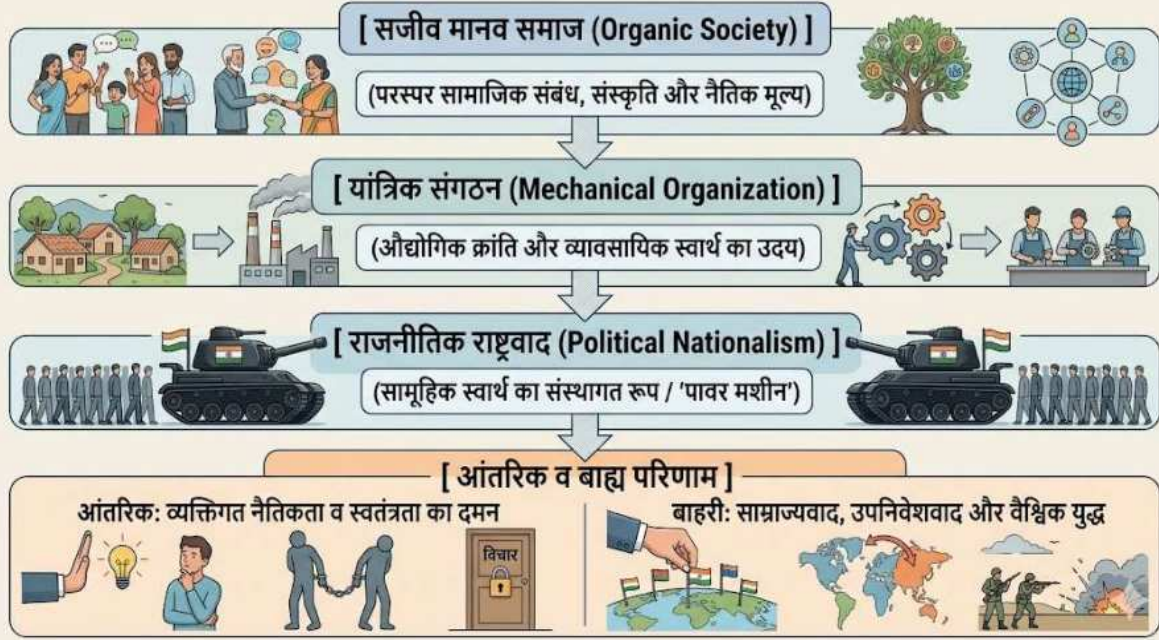 [ सजीव मानव समाज (Organic Society) ]
(परस्पर सामाजिक संबंध, संस्कृति और नैतिक मूल्य)
[ यांत्रिक संगठन (Mechanical Organization) ]
(औद्योगिक क्रांति और व्यावसायिक स्वार्थ का उदय)
[ राजनीतिक राष्ट्रवाद (Political Nationalism) ]
(सामूहिक स्वार्थ का संस्थागत रूप / 'पावर मशीन')
[ आंतरिक व बाह्य परिणाम ]
आंतरिक: व्यक्तिगत नैतिकता व स्वतंत्रता का दमन
विचार
बाहरी: साम्राज्यवाद, उपनिवेशवाद और वैश्विक युद्ध